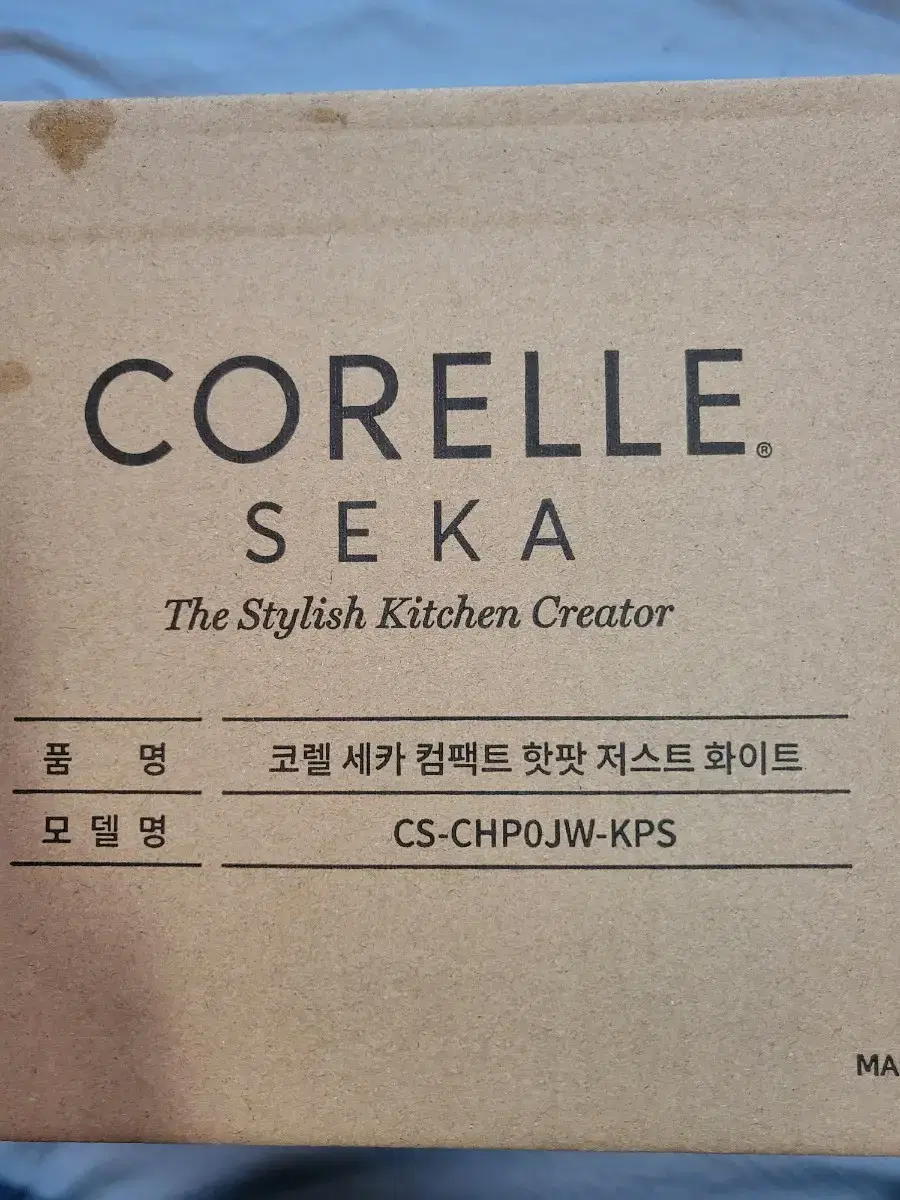 CORELLE®
SEKA
The Stylish Kitchen Creator
품 명 코렐 세카 컴팩트 핫팟 저스트 화이트
모 델 명 CS-CHP0JW-KPS
MA